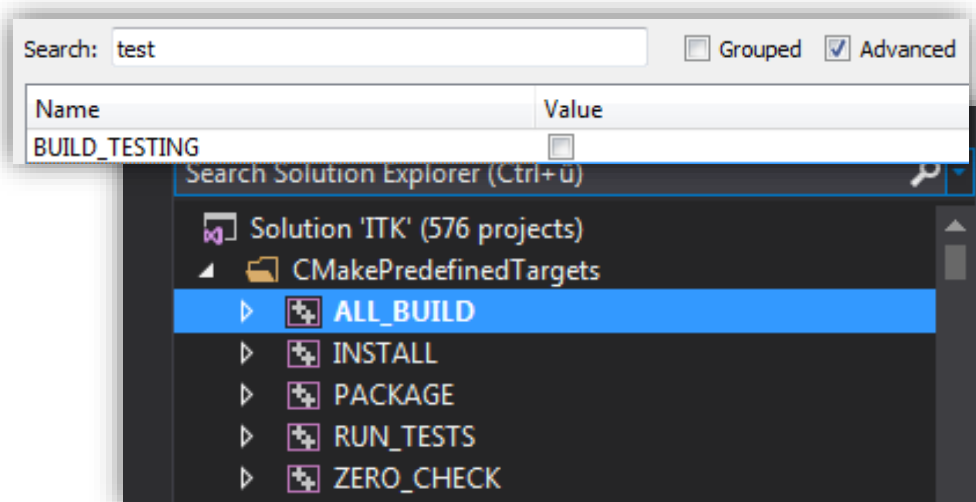 Search: test Grouped Advanced
Name Value
BUILD_TESTING
Search Solution Explorer (Ctrl+ü)
Solution 'ITK' (576 projects)
CMakePredefinedTargets
ALL_BUILD
INSTALL
PACKAGE
RUN_TESTS
ZERO_CHECK